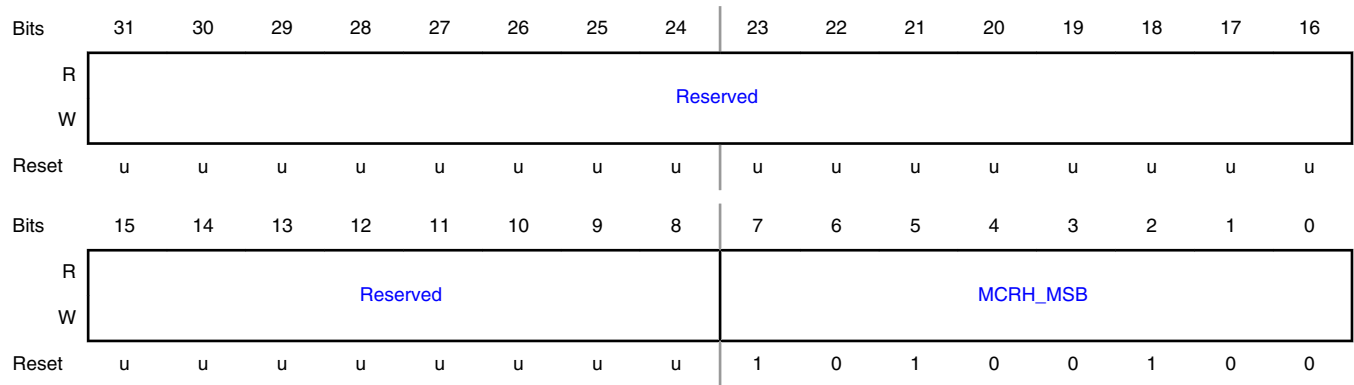 Bits 31 30 29 28 27 26 25 24 23 22 21 20 19 18 17 16
R
Reserved
W
Reset u u u u u u u u u u u u u u u u
Bits 15 14 13 12 11 10 9 8 7 6 5 4 3 2 1 0
R
Reserved MCRH_MSB
W
Reset u u u u u u u u 1 0 1 0 0 1 0 0